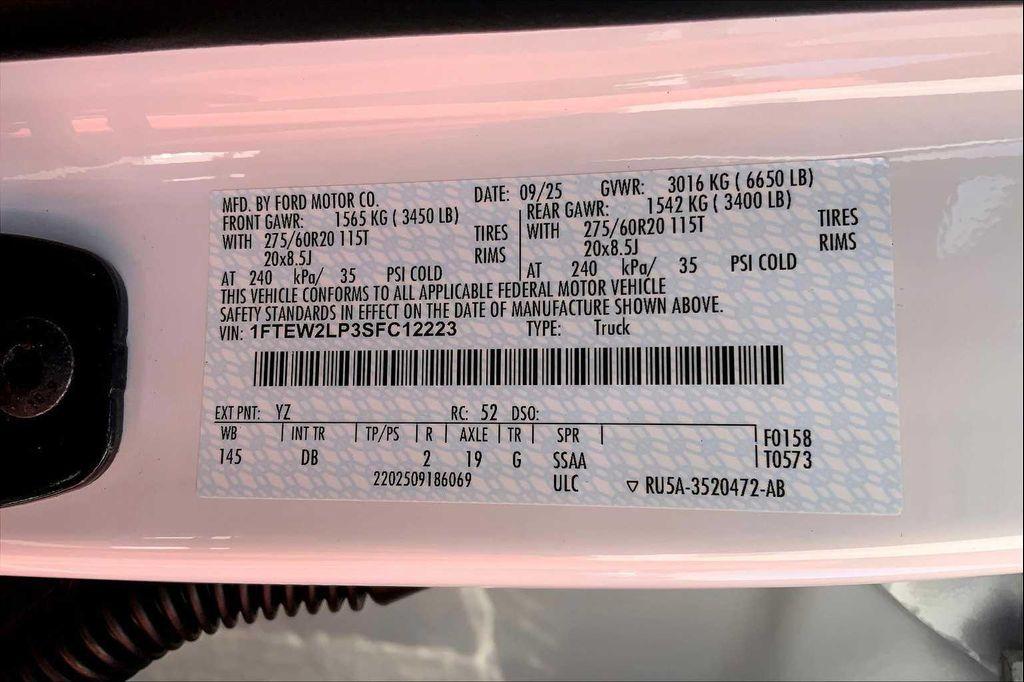 MFD. BY FORD MOTOR CO. DATE: 09/25 GVWR: 3016 KG ( 6650 LB)
FRONT GAWR: 1565 KG ( 3450 LB) REAR GAWR: 1542 KG ( 3400 LB)
WITH 275/60R20 115T TIRES WITH 275/60R20 115T TIRES
20x8.5J RIMS 20x8.5J RIMS
AT 240 kPa/ 35 PSI COLD AT 240 kPa/ 35 PSI COLD
THIS VEHICLE CONFORMS TO ALL APPLICABLE FEDERAL MOTOR VEHICLE
SAFETY STANDARDS IN EFFECT ON THE DATE OF MANUFACTURE SHOWN ABOVE.
VIN: 1FTEW2LP3SFC12223 TYPE: Truck
EXT PNT: YZ RC: 52 DSO:
WB INT TR TP/PS R AXLE TR SPR F0158
145 DB 2 19 G SSAA T0573
2202509186069 ULC ▽ RU5A-3520472-AB